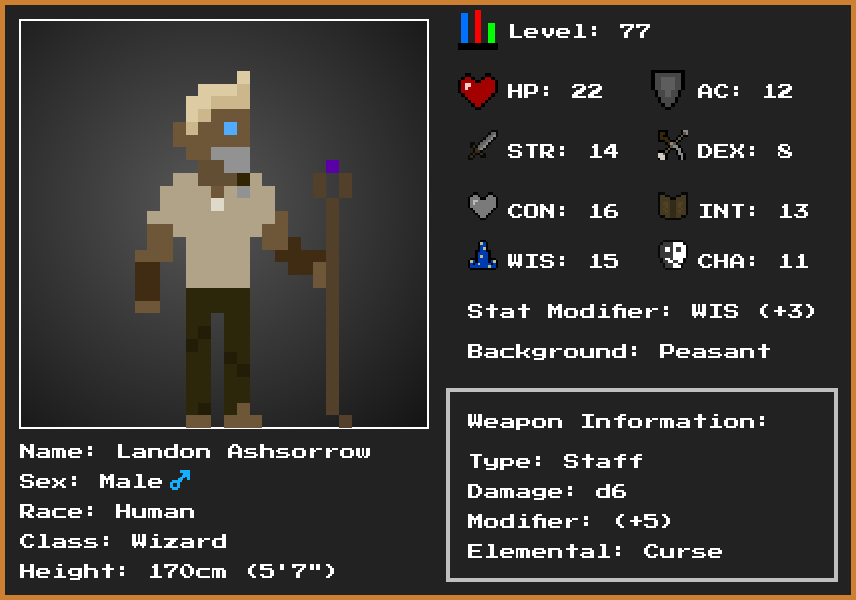 Level: 77
HP: 22 AC: 12
STR: 14 DEX: 8
CON: 16 INT: 13
WIS: 15 CHA: 11
Stat Modifier: WIS (+3)
Background: Peasant
Weapon Information:
Type: Staff
Damage: d6
Modifier: (+5)
Elemental: Curse
Name: Landon Ashsorrow
Sex: Male ♂
Race: Human
Class: Wizard
Height: 170cm (5'7")